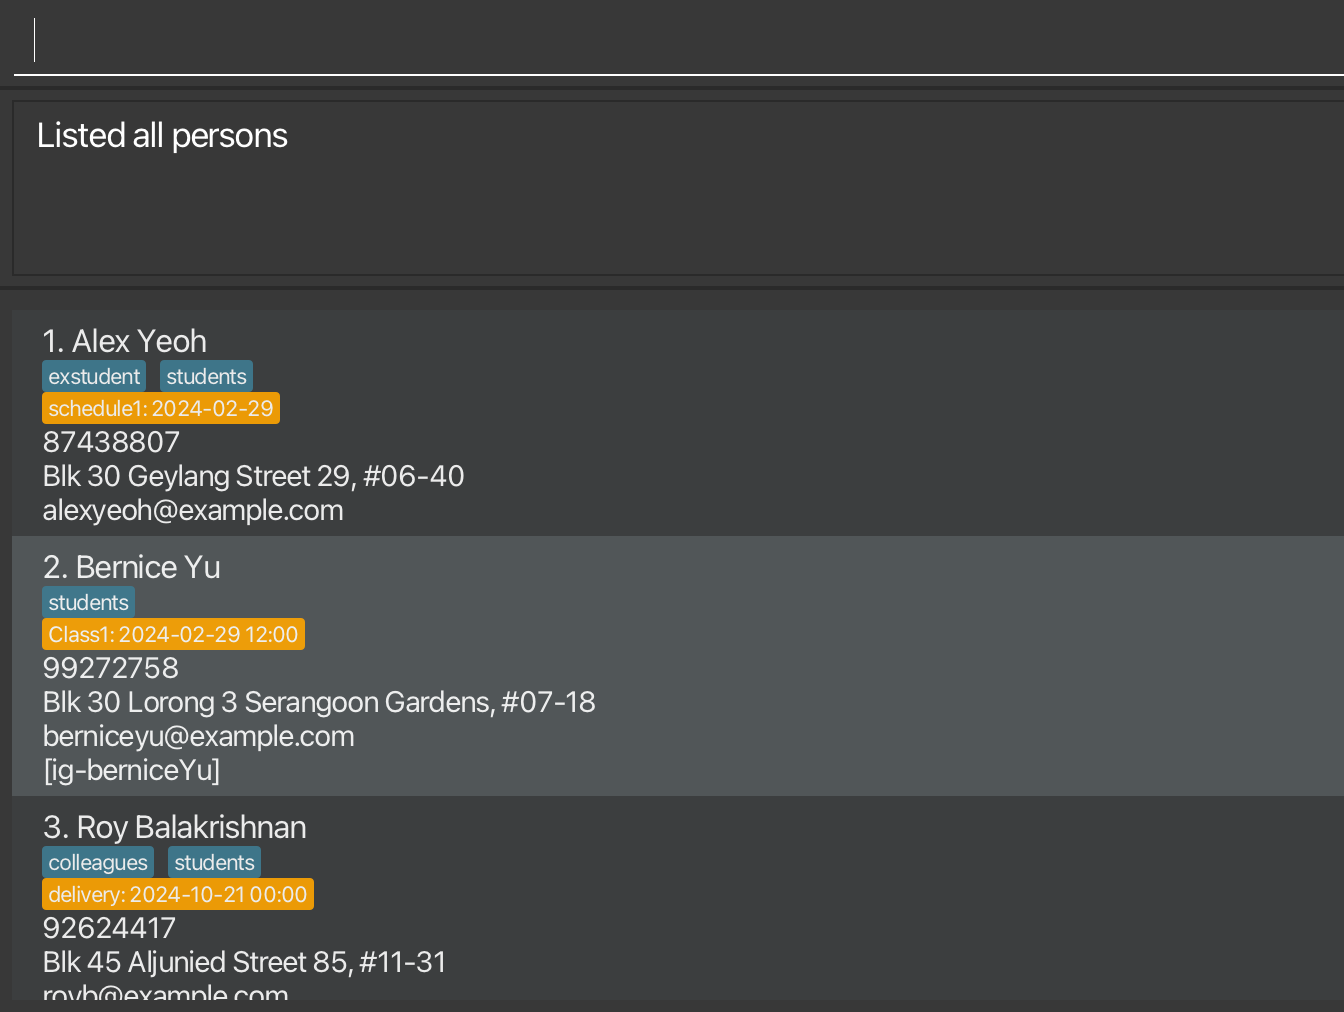 Listed all persons
1. Alex Yeoh
exstudent students
schedule1: 2024-02-29
87438807
Blk 30 Geylang Street 29, #06-40
alexyeoh@example.com
2. Bernice Yu
students
Class1: 2024-02-29 12:00
99272758
Blk 30 Lorong 3 Serangoon Gardens, #07-18
berniceyu@example.com
[ig-berniceYu]
3. Roy Balakrishnan
colleagues students
delivery: 2024-10-21 00:00
92624417
Blk 45 Aljunied Street 85, #11-31
royb@example.com